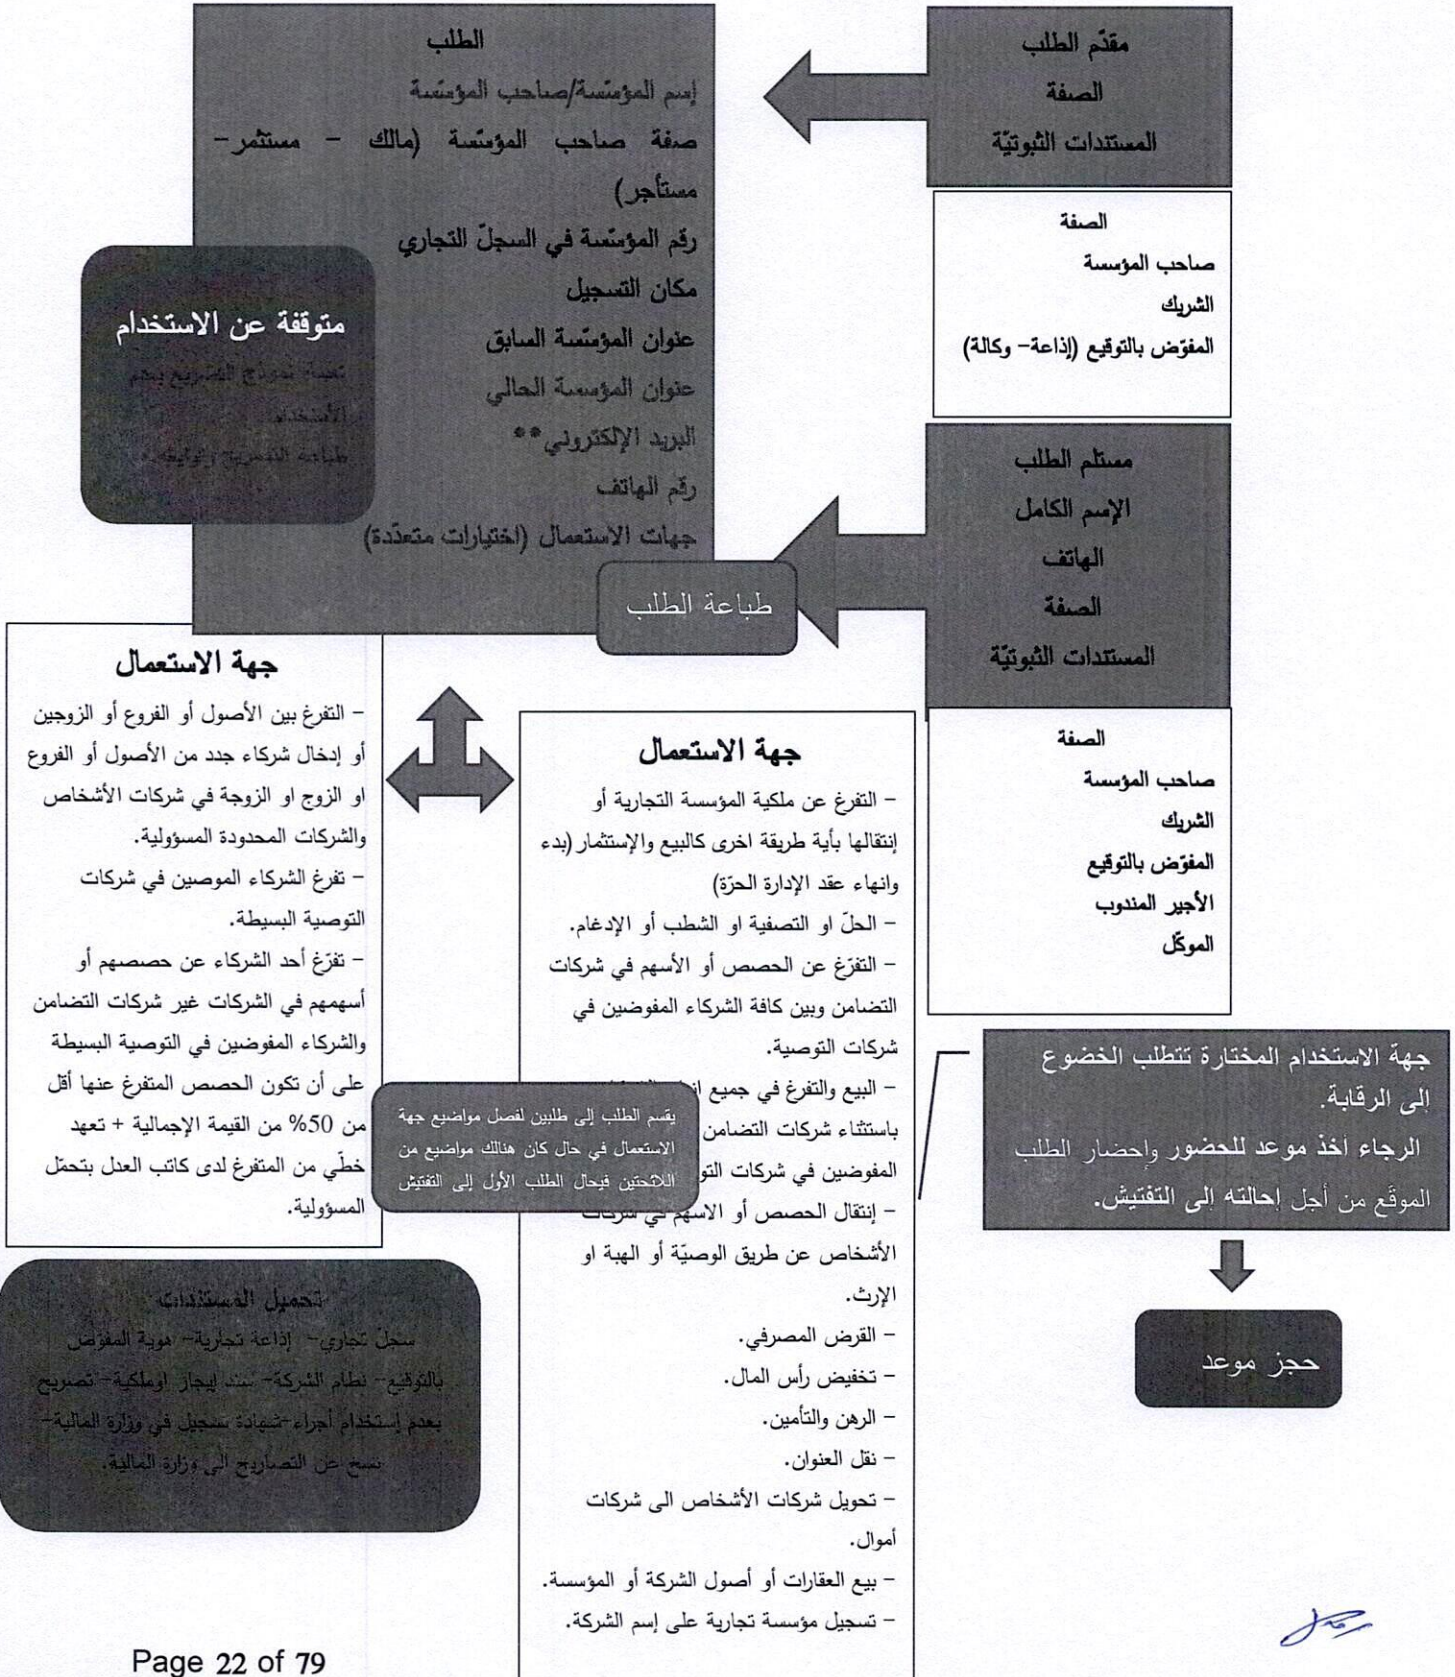 مقدّم الطلب
الصفة
المستندات الثبوتيّة
الصفة
صاحب المؤسسة
الشريك
المفوّض بالتوقيع (إذاعة- وكالة)
الطلب
إسم المؤسّسة/صاحب المؤسّسة
صفة صاحب المؤسّسة (مالك - مستثمر-
مستأجر)
رقم المؤسّسة في السجلّ التجاري
مكان التسجيل
عنوان المؤسّسة السابق
عنوان المؤسسة الحالي
البريد الإلكتروني**
رقم الهاتف
جهات الاستعمال (اختيارات متعدّدة)
متوقفة عن الاستخدام
تعبئة نموذج التصريح بعدم
الأستخدام
طباعة التصريح وتوقيعه
طباعة الطلب
مستلم الطلب
الإسم الكامل
الهاتف
الصفة
المستندات الثبوتيّة
الصفة
صاحب المؤسسة
الشريك
المفوّض بالتوقيع
الأجير المندوب
الموكّل
جهة الاستعمال
- التفرغ عن ملكية المؤسسة التجارية أو
إنتقالها بأية طريقة اخرى كالبيع والإستثمار (بدء
وانهاء عقد الإدارة الحرّة)
- الحلّ او التصفية او الشطب أو الإدغام.
- التفرّغ عن الحصص أو الأسهم في شركات
التضامن وبين كافة الشركاء المفوضين في
شركات التوصية.
- البيع والتفرغ في جميع
باستثناء شركات التضامن
المفوضين في شركات
- إنتقال الحصص أو الاسهم في شركات
الأشخاص عن طريق الوصيّة أو الهبة او
الإرث.
- القرض المصرفي.
- تخفيض رأس المال.
- الرهن والتأمين.
- نقل العنوان.
- تحويل شركات الأشخاص الى شركات
أموال.
- بيع العقارات أو أصول الشركة أو المؤسسة.
- تسجيل مؤسسة تجارية على إسم الشركة.
جهة الاستعمال
- التفرغ بين الأصول أو الفروع أو الزوجين
أو إدخال شركاء جدد من الأصول أو الفروع
او الزوج او الزوجة في شركات الأشخاص
والشركات المحدودة المسؤولية.
- تفرغ الشركاء الموصين في شركات
التوصية البسيطة.
- تفرّغ أحد الشركاء عن حصصهم أو
أسهمهم في الشركات غير شركات التضامن
والشركاء المفوضين في التوصية البسيطة
على أن تكون الحصص المتفرغ عنها أقل
من 50% من القيمة الإجمالية + تعهد
خطّي من المتفرغ لدى كاتب العدل بتحمّل
المسؤولية.
يقسم الطلب إلى طلبين لفصل مواضيع جهة
الاستعمال في حال كان هنالك مواضيع من
اللائحتين فيحال الطلب الأول إلى التفتيش
جهة الاستخدام المختارة تتطلب الخضوع
إلى الرقابة.
الرجاء أخذ موعد للحضور وإحضار الطلب
الموقّع من أجل إحالته إلى التفتيش.
حجز موعد
تحميل المستندات
سجلّ تجاري- إذاعة تجارية- هوية المفوّض
بالتوقيع- نظام الشركة- سند إيجار اوملكية- تصريح
بعدم إستخدام أجراء-شهادة تسجيل في وزارة المالية-
نسخ عن التصاريح الى وزارة المالية.
Page 22 of 79